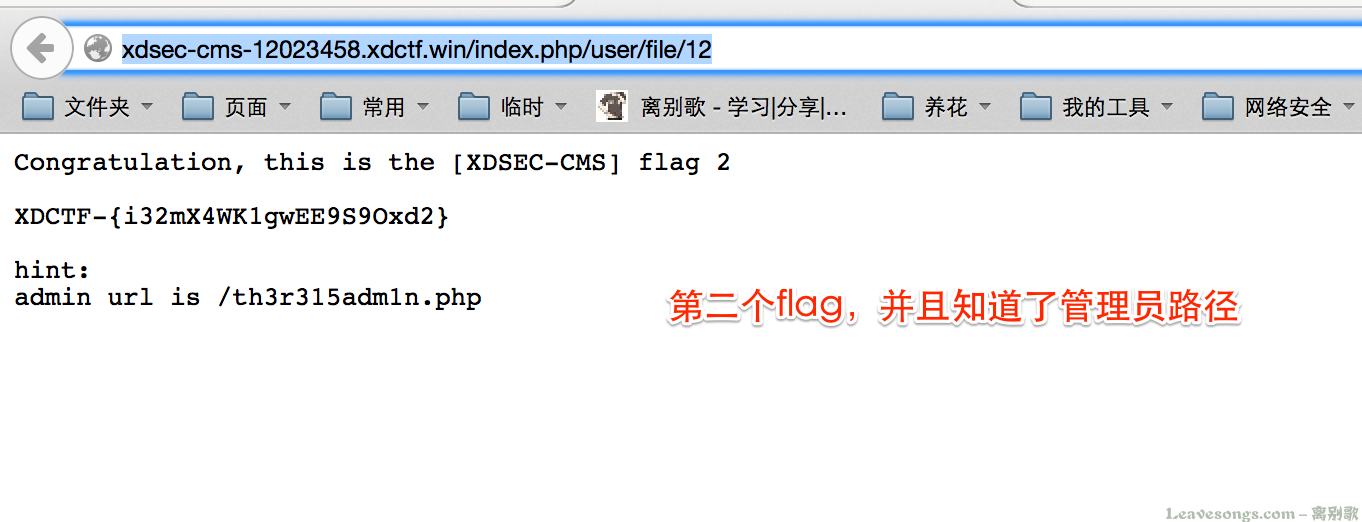 xdsec-cms-12023458.xdctf.win/index.php/user/file/12
文件夹 页面 常用 临时 离别歌 - 学习|分享|... 养花 我的工具 网络安全
Congratulation, this is the [XDSEC-CMS] flag 2
XDCTF-{i32mX4WK1gwEE9S9Oxd2}
hint:
admin url is /th3r315adm1n.php
第二个flag，并且知道了管理员路径
Leavesongs.com - 离别歌